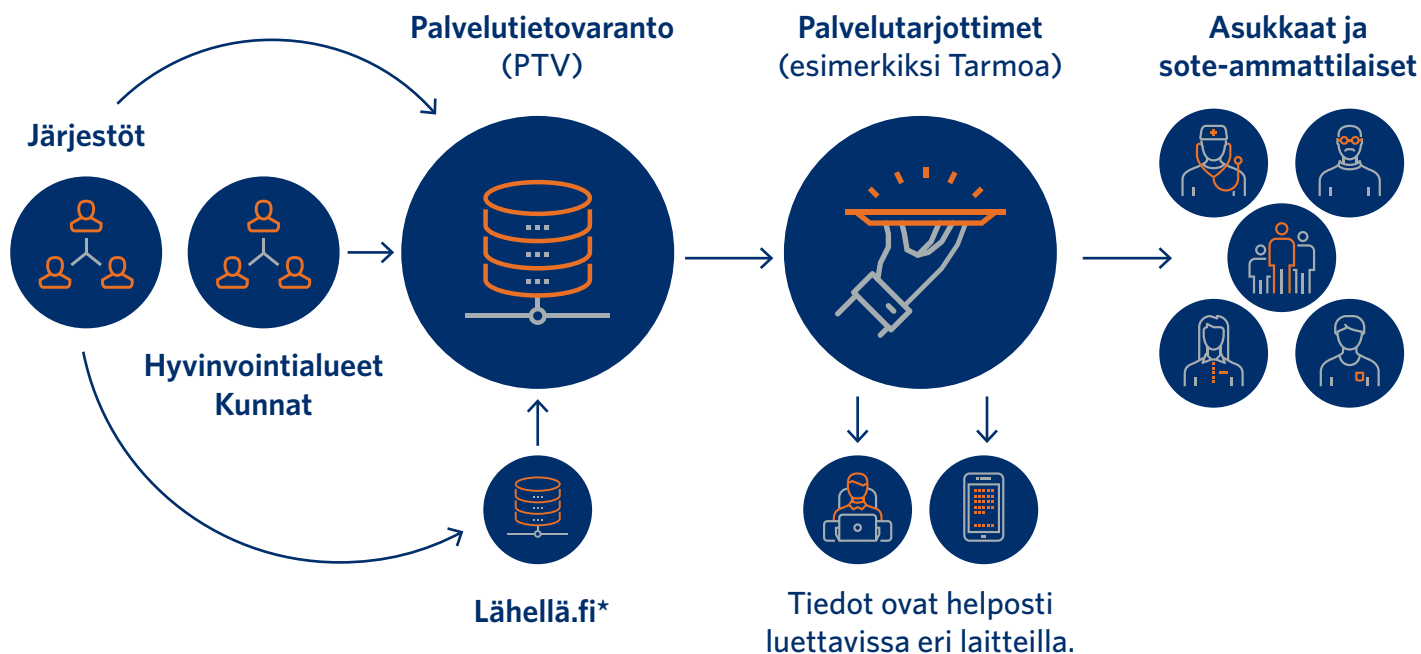 Palvelutietovaranto
(PTV)
Palvelutarjottimet
(esimerkiksi Tarmoa)
Asukkaat ja
sote-ammattilaiset
Järjestöt
Hyvinvointialueet
Kunnat
Lähellä.fi*
Tiedot ovat helposti
luettavissa eri laitteilla.